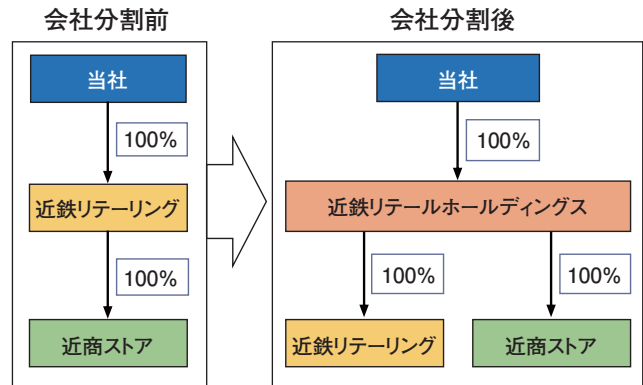 会社分割前
当社
100%
近鉄リテーリング
100%
近商ストア
会社分割後
当社
100%
近鉄リテールホールディングス
100%
100%
近鉄リテーリング
近商ストア